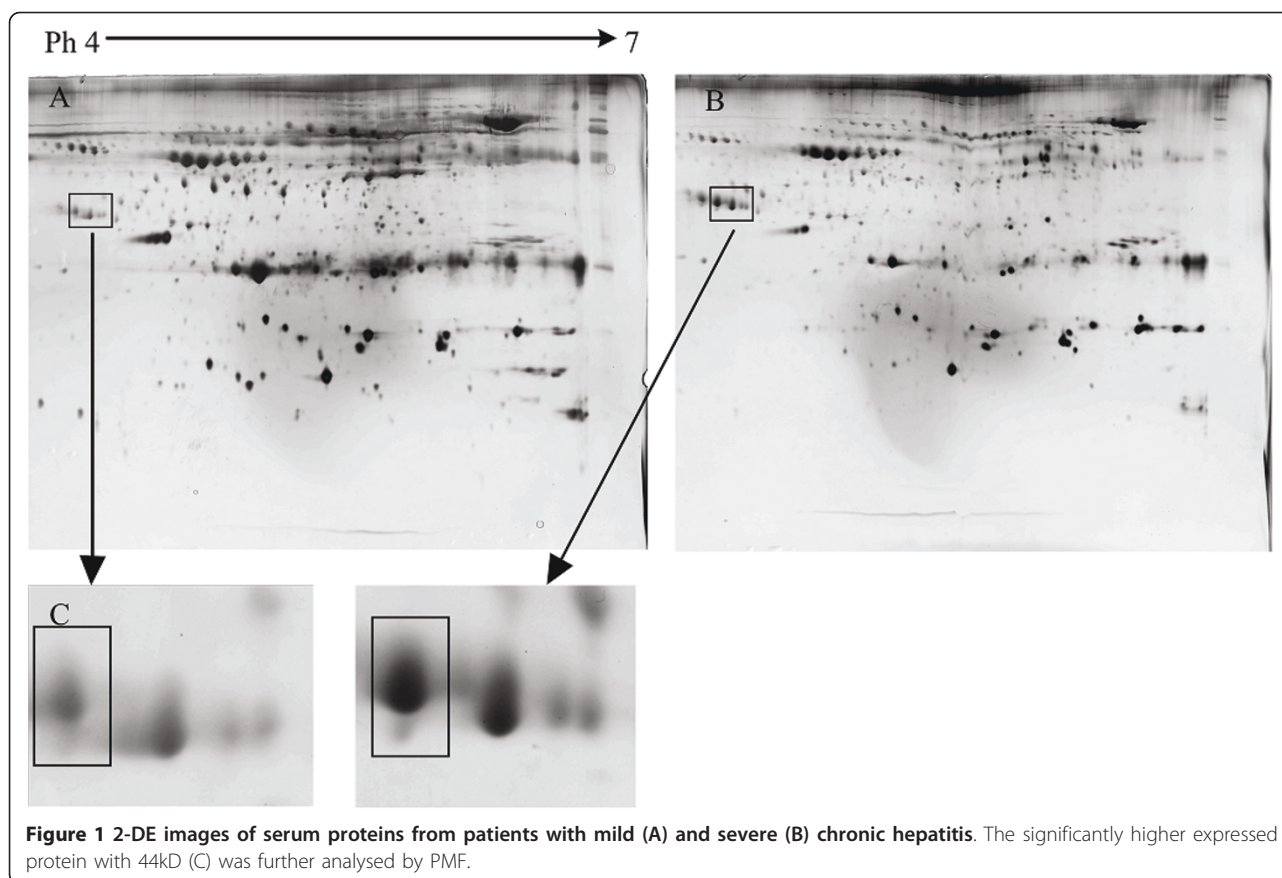 Ph 4 7
A
B
C
Figure 1 2-DE images of serum proteins from patients with mild (A) and severe (B) chronic hepatitis. The significantly higher expressed
protein with 44kD (C) was further analysed by PMF.